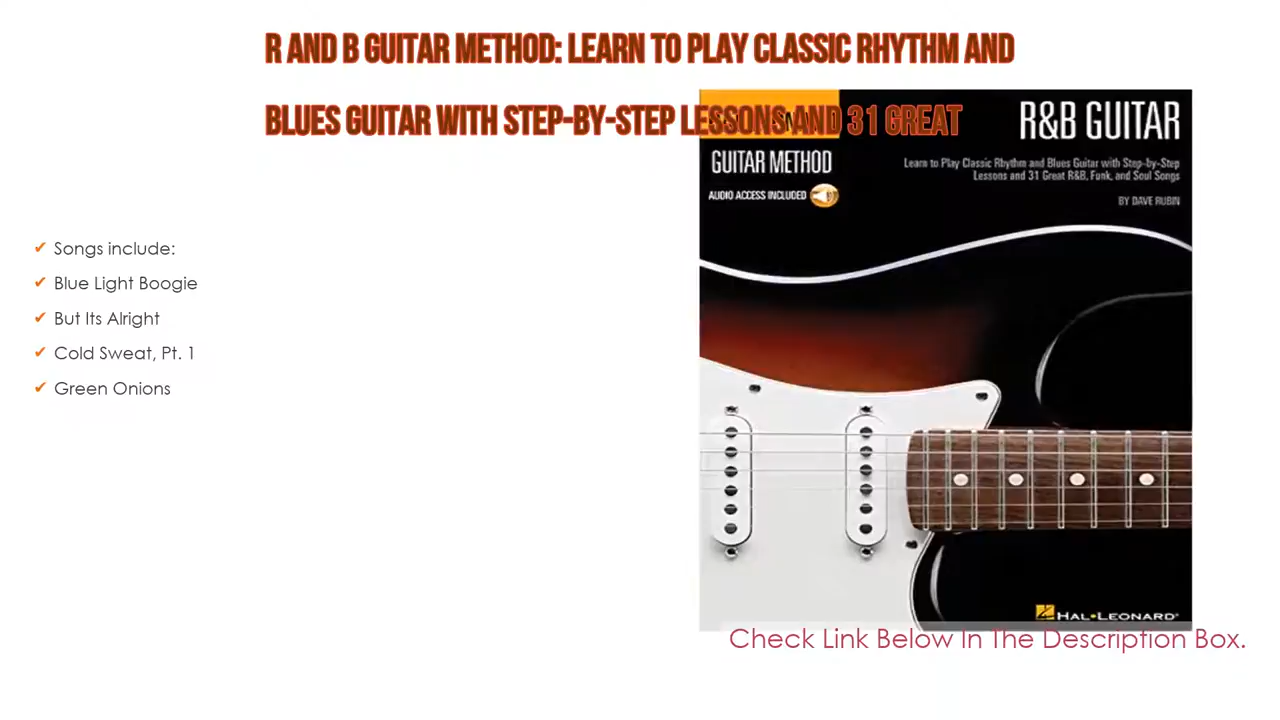 R AND B GUITAR METHOD: LEARN TO PLAY CLASSIC RHYTHM AND
BLUES GUITAR WITH STEP-BY-STEP LESSONS AND 31 GREAT
R&B GUITAR
GUITAR METHOD
Learn to Play Classic Rhythm and Blues Guitar with Step-by-Step
Lessons and 31 Great R&B, Funk, and Soul Songs
AUDIO ACCESS INCLUDED
BY DAVE RUBIN
✔ Songs include:
✔ Blue Light Boogie
✔ But Its Alright
✔ Cold Sweat, Pt. 1
✔ Green Onions
HAL•LEONARD®
Check Link Below In The Description Box.